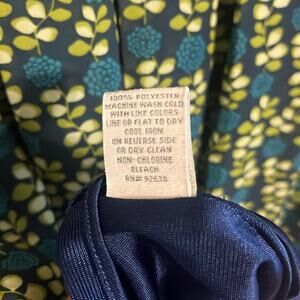 100% POLYESTER
MACHINE WASH COLD
WITH LIKE COLORS
LINE OR FLAT TO DRY
COOL IRON
ON REVERSE SIDE
OR DRY CLEAN
NON-CHLORINE
BLEACH
RN# 92638